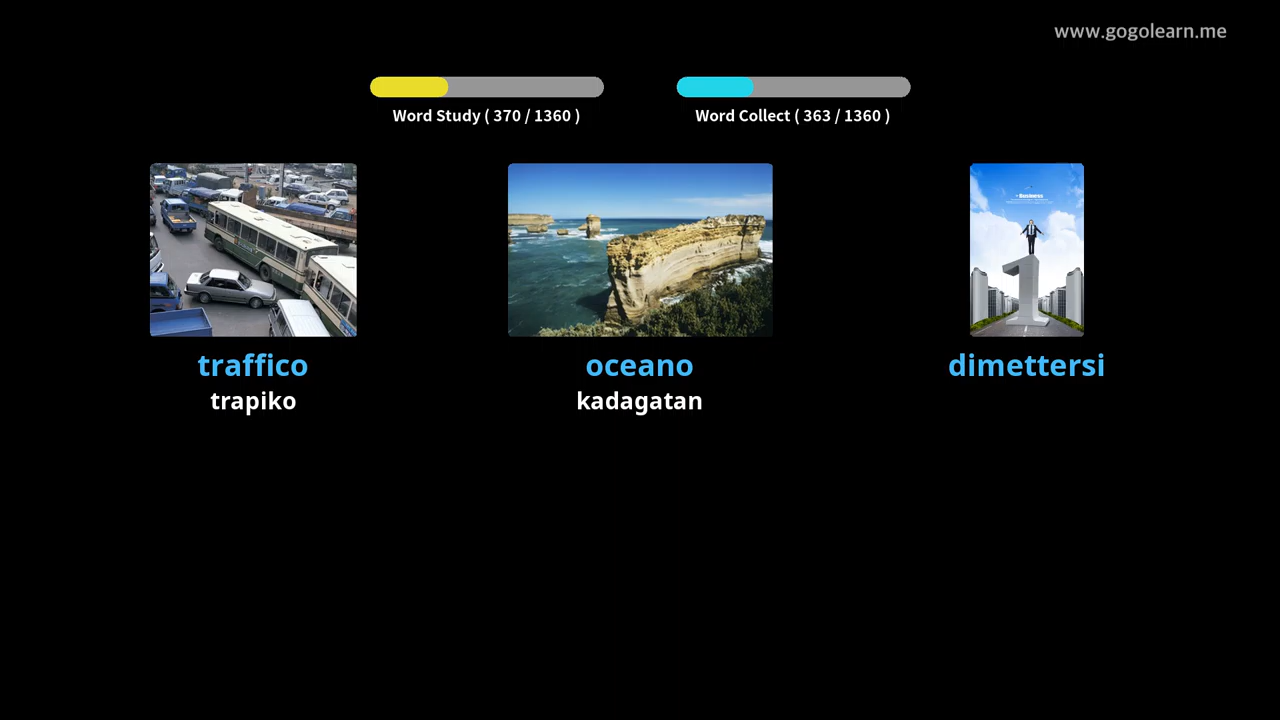 www.gogolearn.me
Word Study ( 370 / 1360 )
Word Collect ( 363 / 1360 )
traffico
oceano
dimettersi
trapiko
kadagatan